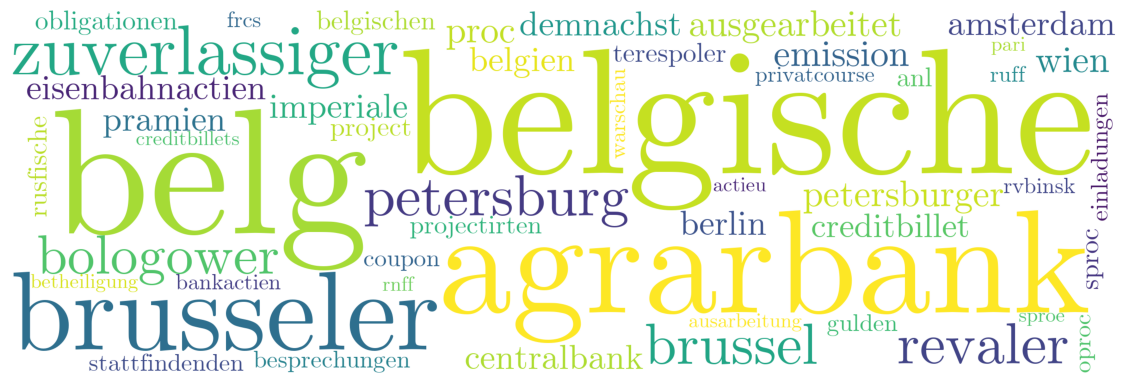 obligationen frcs belgischen proc demnachst ausgearbeitet amsterdam
zuverlassiger belgien terespoler emission pari
eisenbahnactien imperiale privatcourse anl ruff wien
pramien project warschau belgische
creditbillets
rusfische belg petersburg actieu petersburger rvbinsk einladungen
projectirten berlin creditbillet
bologower coupon agrarbank sproc
betheiligung bankactien rnff
brusseler ausarbeitung gulden sproe
stattfindenden besprechungen centralbank brussel revaler oproc